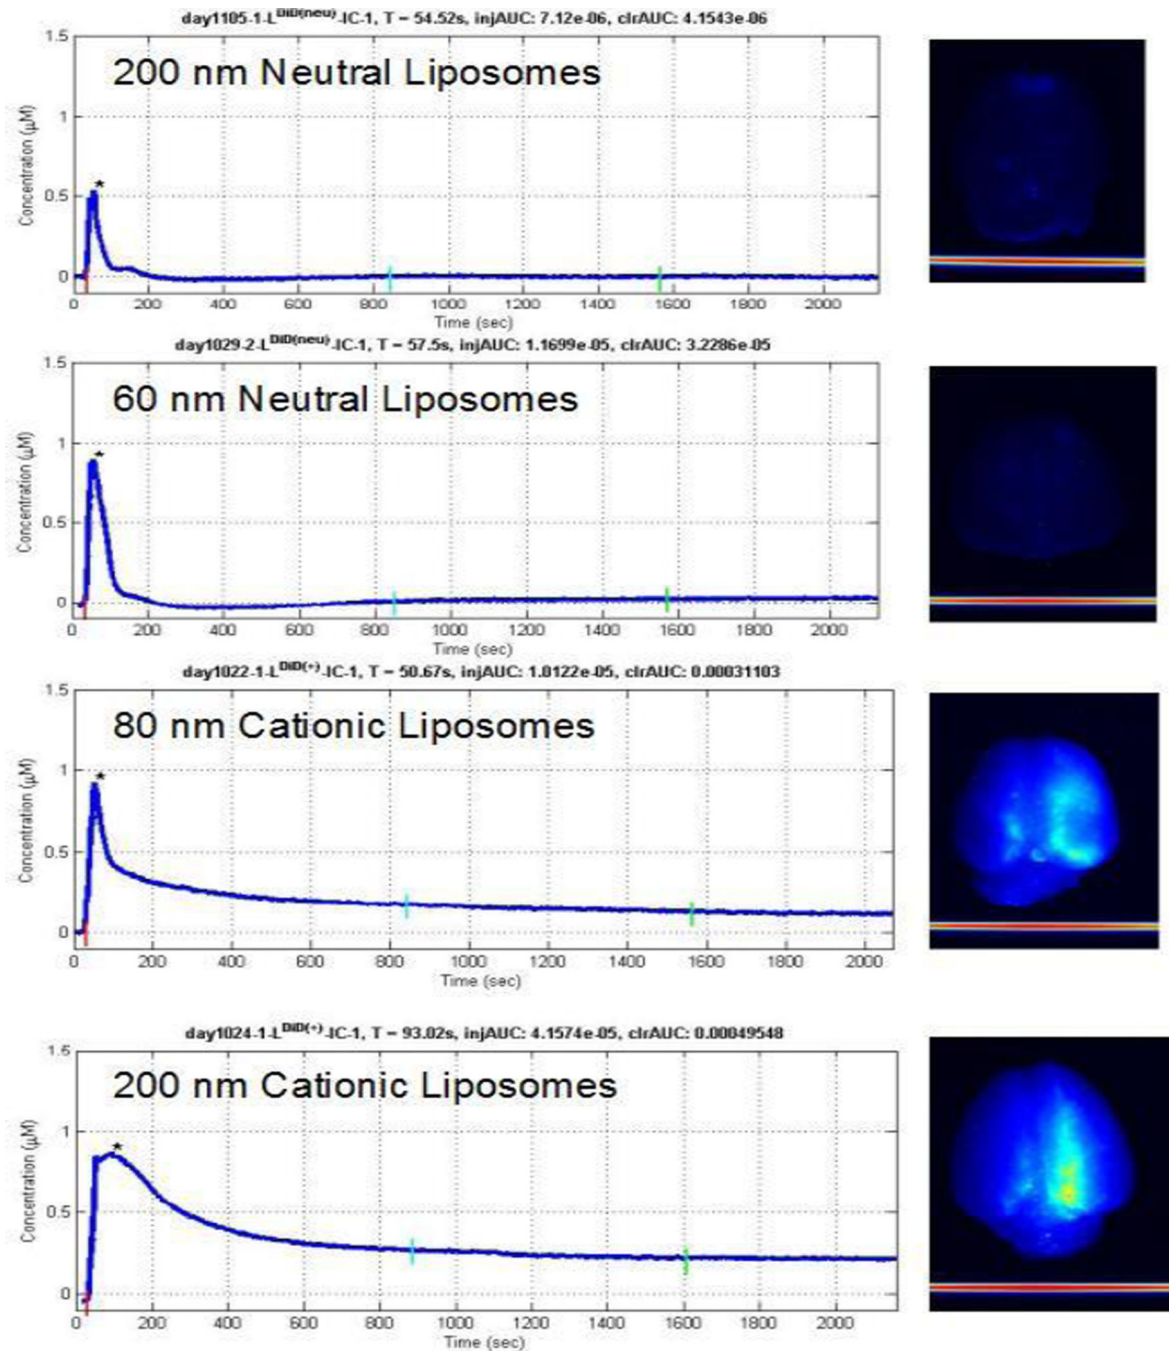 day1105-1-L^DiD(neu)-IC-1, T = 54.52s, injAUC: 7.12e-06, clrAUC: 4.1543e-06
1.5
200 nm Neutral Liposomes
1
0.5
0
Concentration (μM)
0 200 400 600 800 1000 1200 1400 1600 1800 2000
Time (sec)
day1029-2-L^DiD(neu)-IC-1, T = 57.5s, injAUC: 1.1699e-05, clrAUC: 3.2286e-05
1.5
60 nm Neutral Liposomes
1
0.5
0
Concentration (μM)
0 200 400 600 800 1000 1200 1400 1600 1800 2000
Time (sec)
day1022-1-L^DiD(+)-IC-1, T = 50.67s, injAUC: 1.0122e-05, clrAUC: 0.00031103
1.5
80 nm Cationic Liposomes
1
0.5
0
Concentration (μM)
0 200 400 600 800 1000 1200 1400 1600 1800 2000
Time (sec)
day1024-1-L^DiD(+)-IC-1, T = 93.02s, injAUC: 4.1574e-05, clrAUC: 0.00049548
1.5
200 nm Cationic Liposomes
1
0.5
0
Concentration (μM)
0 200 400 600 800 1000 1200 1400 1600 1800 2000
Time (sec)